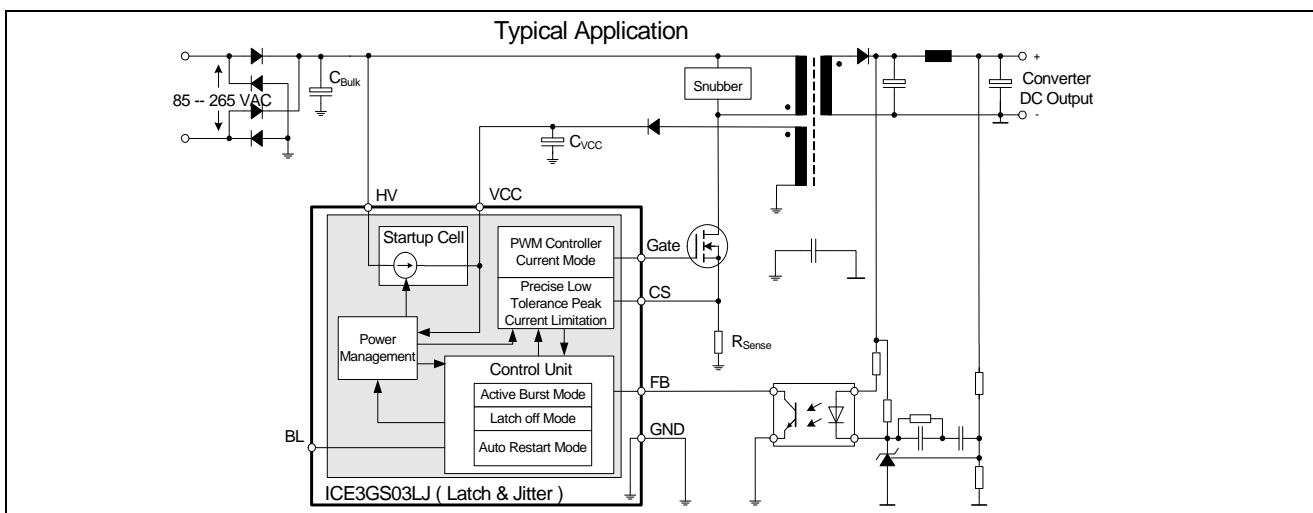 Typical Application
85 -- 265 VAC
C_Bulk
Snubber
+
Converter
DC Output
-
C_VCC
HV
VCC
Startup Cell
PWM Controller
Current Mode
Gate
Precise Low
Tolerance Peak
Current Limitation
CS
R_Sense
Power
Management
Control Unit
Active Burst Mode
FB
Latch off Mode
BL
Auto Restart Mode
GND
ICE3GS03LJ ( Latch & Jitter )